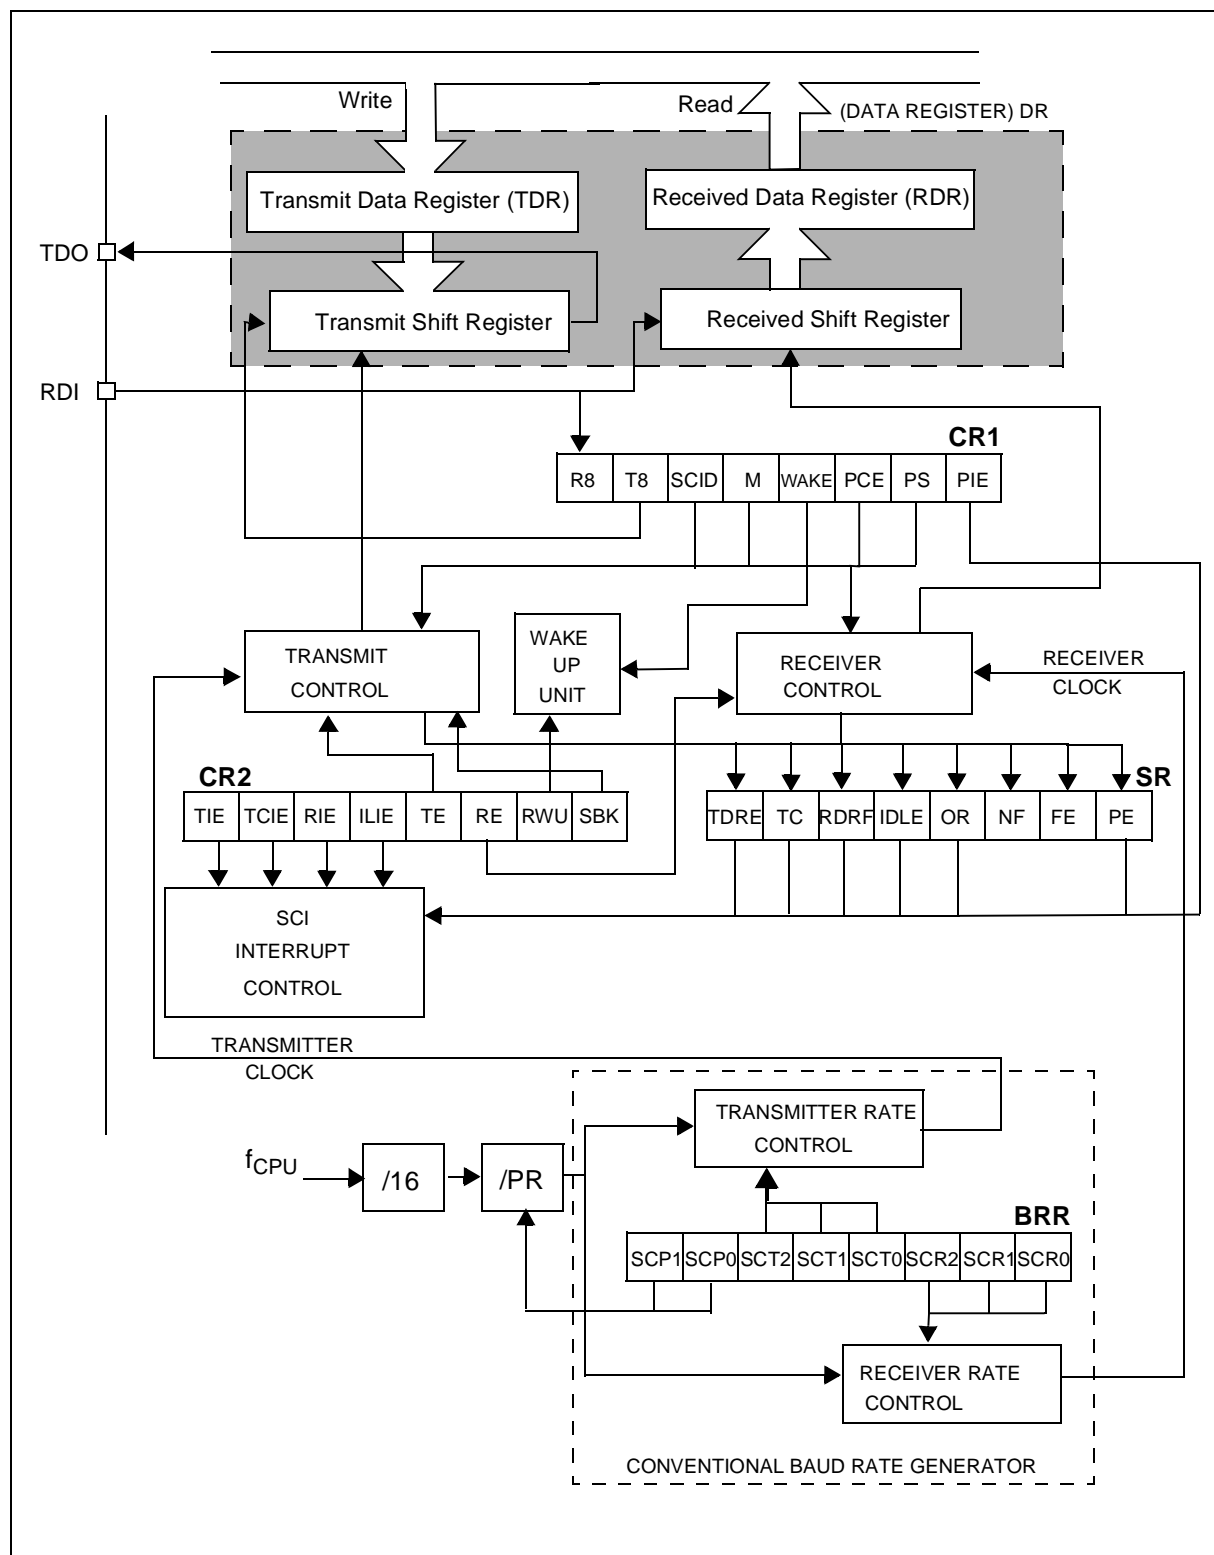 Write
Read
(DATA REGISTER) DR
Transmit Data Register (TDR)
Received Data Register (RDR)
TDO
Transmit Shift Register
Received Shift Register
RDI
CR1
R8 T8 SCID M WAKE PCE PS PIE
TRANSMIT
CONTROL
WAKE
UP
UNIT
RECEIVER
CONTROL
RECEIVER
CLOCK
CR2
SR
TIE TCIE RIE ILIE TE RE RWU SBK
TDRE TC RDRF IDLE OR NF FE PE
SCI
INTERRUPT
CONTROL
TRANSMITTER
CLOCK
TRANSMITTER RATE
CONTROL
fCPU
/16
/PR
BRR
SCP1 SCP0 SCT2 SCT1 SCT0 SCR2 SCR1 SCR0
RECEIVER RATE
CONTROL
CONVENTIONAL BAUD RATE GENERATOR